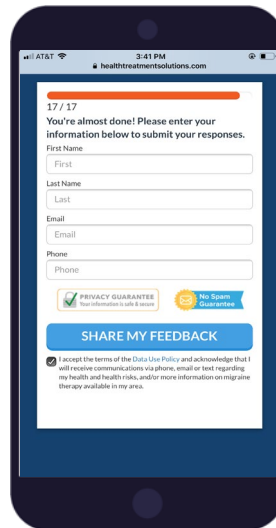 AT&T 3:41 PM
healthtreatmentsolutions.com
17 / 17
You're almost done! Please enter your
information below to submit your responses.
First Name
First
Last Name
Last
Email
Email
Phone
Phone
PRIVACY GUARANTEE
Your information is safe & secure
No Spam
Guarantee
SHARE MY FEEDBACK
I accept the terms of the Data Use Policy and acknowledge that I
will receive communications via phone, email or text regarding
my health and health risks, and/or more information on migraine
therapy available in my area.